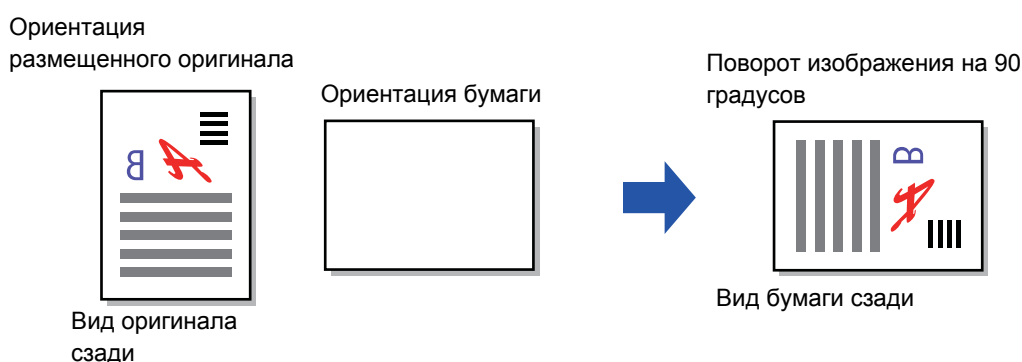 Ориентация
размещенного оригинала
Ориентация бумаги
Поворот изображения на 90
градусов
B A
B
A
Вид оригинала
сзади
Вид бумаги сзади